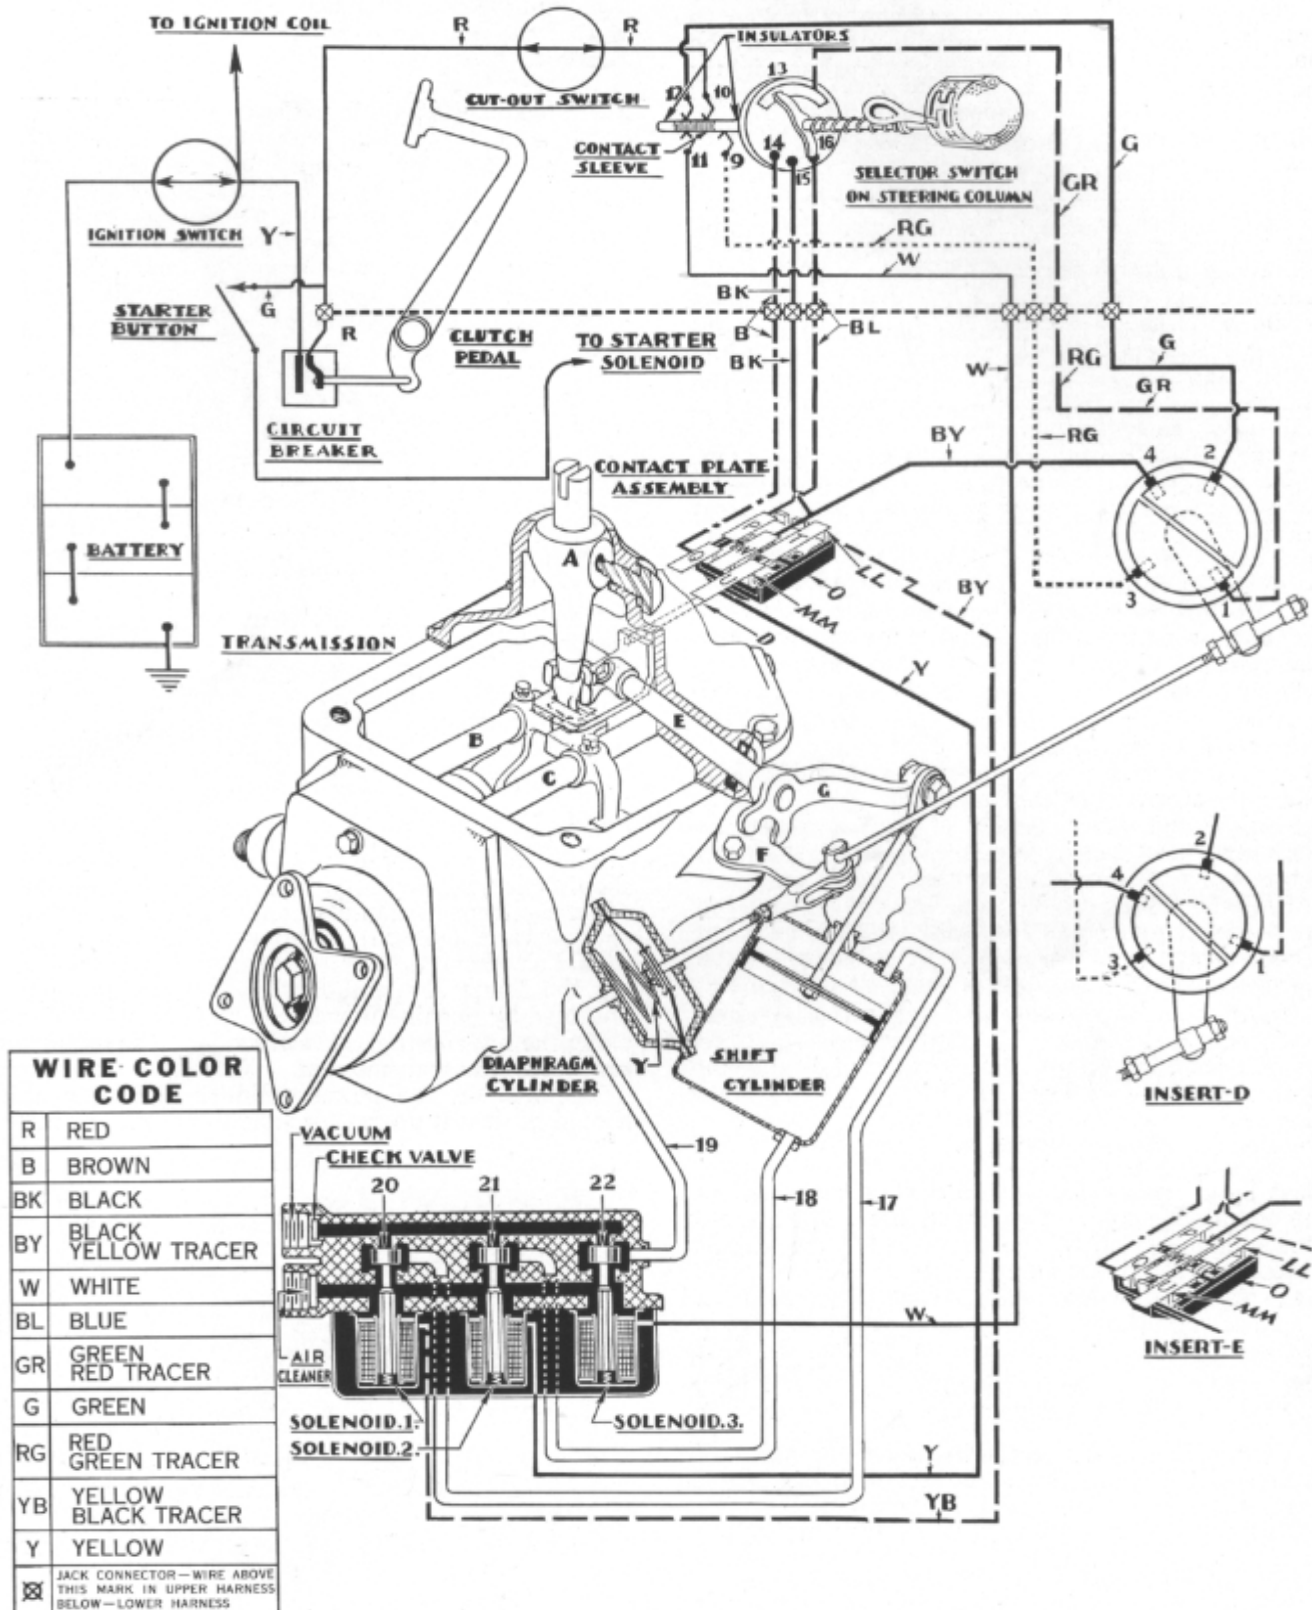 TO IGNITION COIL
R
R
INSULATORS
13
12
10
CUT-OUT SWITCH
CONTACT SLEEVE
11
9
14
15
16
SELECTOR SWITCH
ON STEERING COLUMN
G
GR
RG
W
IGNITION SWITCH
Y
G
STARTER BUTTON
R
BK
B
BL
BK
CLUTCH PEDAL
TO STARTER SOLENOID
W
RG
G
GR
RG
CIRCUIT BREAKER
BY
4
2
3
1
CONTACT PLATE ASSEMBLY
BATTERY
A
P
O
LL
O
MM
D
BY
TRANSMISSION
Y
B
C
E
G
F
2
4
3
1
INSERT-D
DIAPHRAGM CYLINDER
Y
SHIFT CYLINDER
WIRE COLOR CODE
R RED
B BROWN
BK BLACK
BY BLACK YELLOW TRACER
W WHITE
BL BLUE
GR GREEN RED TRACER
G GREEN
RG RED GREEN TRACER
YB YELLOW BLACK TRACER
Y YELLOW
JACK CONNECTOR—WIRE ABOVE
THIS MARK IN UPPER HARNESS
BELOW—LOWER HARNESS
VACUUM
CHECK VALVE
20
21
22
19
18
17
AIR CLEANER
W
SOLENOID.1.
SOLENOID.2.
SOLENOID.3.
Y
YB
LL
O
MM
INSERT-E